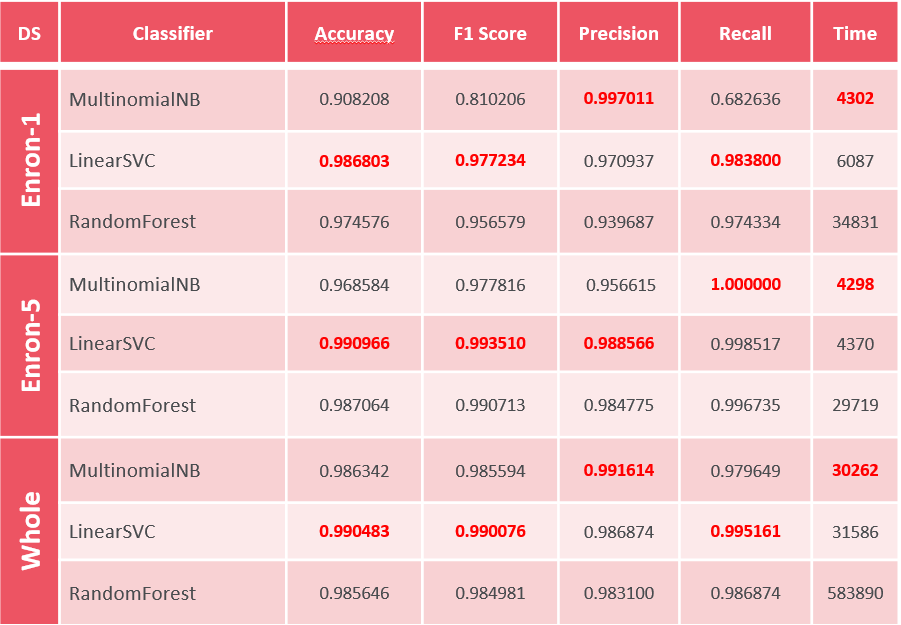 DS Classifier Accuracy F1 Score Precision Recall Time
Enron-1
MultinomialNB 0.908208 0.810206 0.997011 0.682636 4302
LinearSVC 0.986803 0.977234 0.970937 0.983800 6087
RandomForest 0.974576 0.956579 0.939687 0.974334 34831
Enron-5
MultinomialNB 0.968584 0.977816 0.956615 1.000000 4298
LinearSVC 0.990966 0.993510 0.988566 0.998517 4370
RandomForest 0.987064 0.990713 0.984775 0.996735 29719
Whole
MultinomialNB 0.986342 0.985594 0.991614 0.979649 30262
LinearSVC 0.990483 0.990076 0.986874 0.995161 31586
RandomForest 0.985646 0.984981 0.983100 0.986874 583890